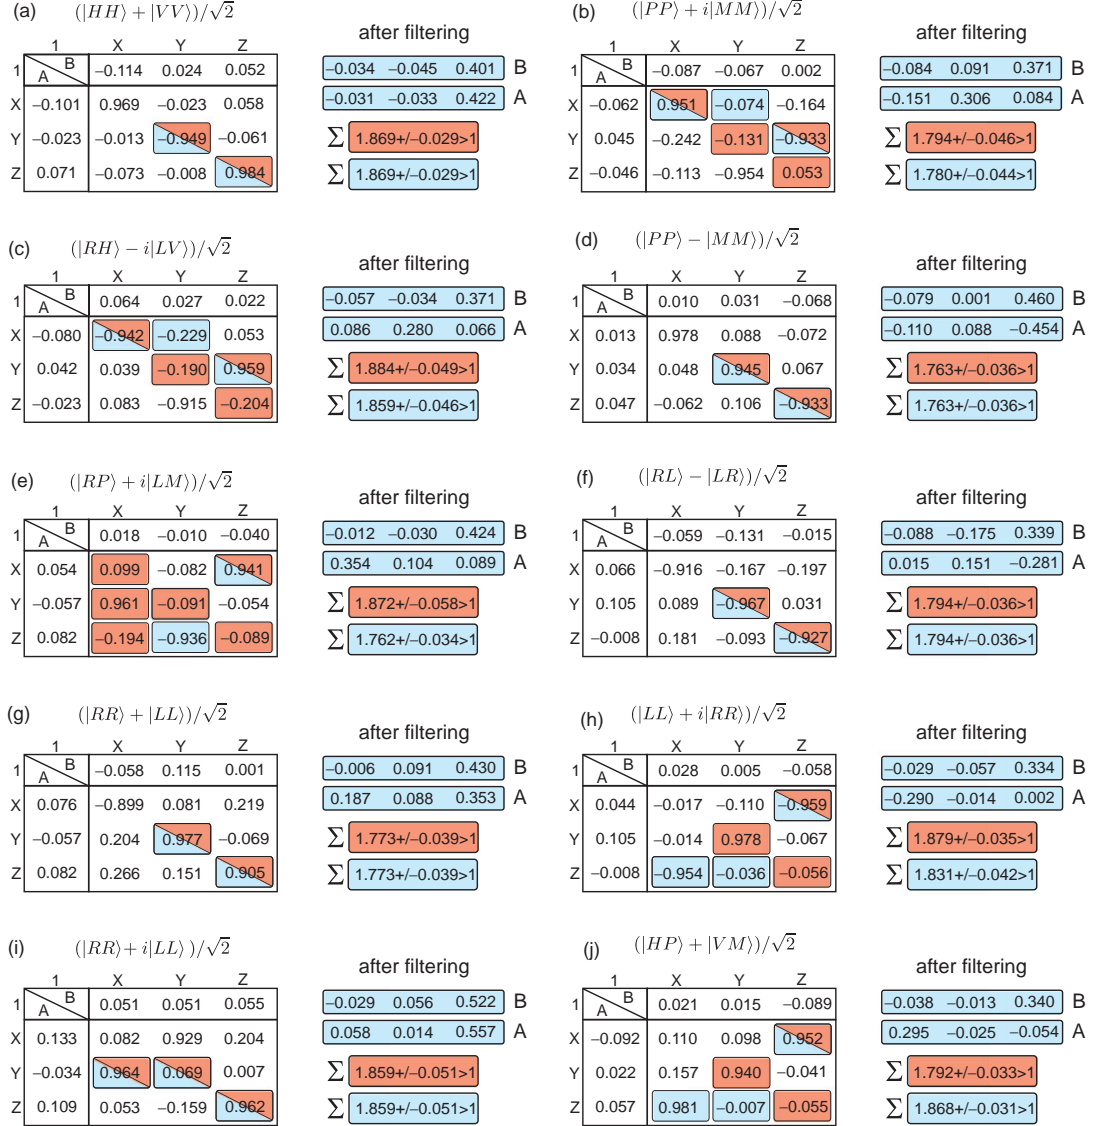 (a) (|HH⟩ + |VV⟩)/√2
1 X Y Z
after filtering
1 A B −0.114 0.024 0.052
−0.034 −0.045 0.401 B
X −0.101 0.969 −0.023 0.058
−0.031 −0.033 0.422 A
Y −0.023 −0.013 −0.949 −0.061
Σ 1.869+/−0.029>1
Z 0.071 −0.073 −0.008 0.984
Σ 1.869+/−0.029>1
(b) (|PP⟩ + i|MM⟩)/√2
1 X Y Z
after filtering
1 A B −0.087 −0.067 0.002
−0.084 0.091 0.371 B
X −0.062 0.951 −0.074 −0.164
−0.151 0.306 0.084 A
Y 0.045 −0.242 −0.131 −0.933
Σ 1.794+/−0.046>1
Z −0.046 −0.113 −0.954 0.053
Σ 1.780+/−0.044>1
(c) (|RH⟩ − i|LV⟩)/√2
1 X Y Z
after filtering
1 A B 0.064 0.027 0.022
−0.057 −0.034 0.371 B
X −0.080 −0.942 −0.229 0.053
0.086 0.280 0.066 A
Y 0.042 0.039 −0.190 0.959
Σ 1.884+/−0.049>1
Z −0.023 0.083 −0.915 −0.204
Σ 1.859+/−0.046>1
(d) (|PP⟩ − |MM⟩)/√2
1 X Y Z
after filtering
1 A B 0.010 0.031 −0.068
−0.079 0.001 0.460 B
X 0.013 0.978 0.088 −0.072
−0.110 0.088 −0.454 A
Y 0.034 0.048 0.945 0.067
Σ 1.763+/−0.036>1
Z 0.047 −0.062 0.106 −0.933
Σ 1.763+/−0.036>1
(e) (|RP⟩ + i|LM⟩)/√2
1 X Y Z
after filtering
1 A B 0.018 −0.010 −0.040
−0.012 −0.030 0.424 B
X 0.054 0.099 −0.082 0.941
0.354 0.104 0.089 A
Y −0.057 0.961 −0.091 −0.054
Σ 1.872+/−0.058>1
Z 0.082 −0.194 −0.936 −0.089
Σ 1.762+/−0.034>1
(f) (|RL⟩ − |LR⟩)/√2
1 X Y Z
after filtering
1 A B −0.059 −0.131 −0.015
−0.088 −0.175 0.339 B
X 0.066 −0.916 −0.167 −0.197
0.015 0.151 −0.281 A
Y 0.105 0.089 −0.967 0.031
Σ 1.794+/−0.036>1
Z −0.008 0.181 −0.093 −0.927
Σ 1.794+/−0.036>1
(g) (|RR⟩ + |LL⟩)/√2
1 X Y Z
after filtering
1 A B −0.058 0.115 0.001
−0.006 0.091 0.430 B
X 0.076 −0.899 0.081 0.219
0.187 0.088 0.353 A
Y −0.057 0.204 0.977 −0.069
Σ 1.773+/−0.039>1
Z 0.082 0.266 0.151 0.905
Σ 1.773+/−0.039>1
(h) (|LL⟩ + i|RR⟩)/√2
1 X Y Z
after filtering
1 A B 0.028 0.005 −0.058
−0.029 −0.057 0.334 B
X 0.044 −0.017 −0.110 −0.959
−0.290 −0.014 0.002 A
Y 0.105 −0.014 0.978 −0.067
Σ 1.879+/−0.035>1
Z −0.008 −0.954 −0.036 −0.056
Σ 1.831+/−0.042>1
(i) (|RR⟩ + i|LL⟩)/√2
1 X Y Z
after filtering
1 A B 0.051 0.051 0.055
−0.029 0.056 0.522 B
X 0.133 0.082 0.929 0.204
0.058 0.014 0.557 A
Y −0.034 0.964 0.069 0.007
Σ 1.859+/−0.051>1
Z 0.109 0.053 −0.159 0.962
Σ 1.859+/−0.051>1
(j) (|HP⟩ + |VM⟩)/√2
1 X Y Z
after filtering
1 A B 0.021 0.015 −0.089
−0.038 −0.013 0.340 B
X −0.092 0.110 0.098 0.952
0.295 −0.025 −0.054 A
Y 0.022 0.157 0.940 −0.041
Σ 1.792+/−0.033>1
Z 0.057 0.981 −0.007 −0.055
Σ 1.868+/−0.031>1